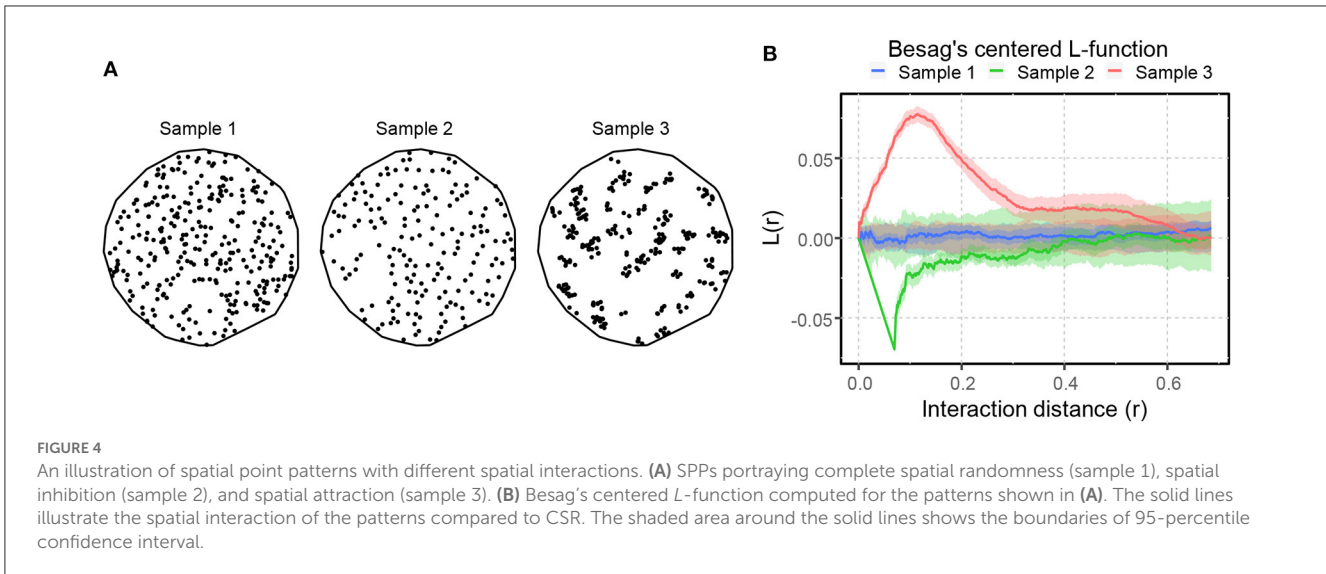 A
Sample 1
Sample 2
Sample 3
B
Besag's centered L-function
Sample 1 Sample 2 Sample 3
0.05
0.00
-0.05
L(r)
0.0 0.2 0.4 0.6
Interaction distance (r)
FIGURE 4
An illustration of spatial point patterns with different spatial interactions. (A) SPPs portraying complete spatial randomness (sample 1), spatial
inhibition (sample 2), and spatial attraction (sample 3). (B) Besag's centered L-function computed for the patterns shown in (A). The solid lines
illustrate the spatial interaction of the patterns compared to CSR. The shaded area around the solid lines shows the boundaries of 95-percentile
confidence interval.